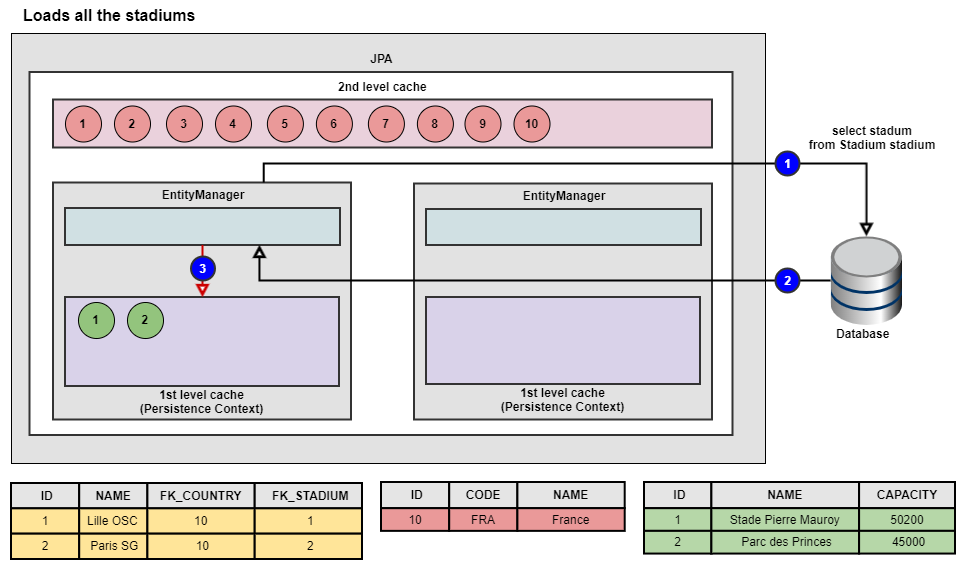 Loads all the stadiums
JPA
2nd level cache
1 2 3 4 5 6 7 8 9 10
select stadum
from Stadium stadium
1
EntityManager
EntityManager
3
2
1 2
Database
1st level cache
(Persistence Context)
1st level cache
(Persistence Context)
ID NAME FK_COUNTRY FK_STADIUM
1 Lille OSC 10 1
2 Paris SG 10 2
ID CODE NAME
10 FRA France
ID NAME CAPACITY
1 Stade Pierre Mauroy 50200
2 Parc des Princes 45000